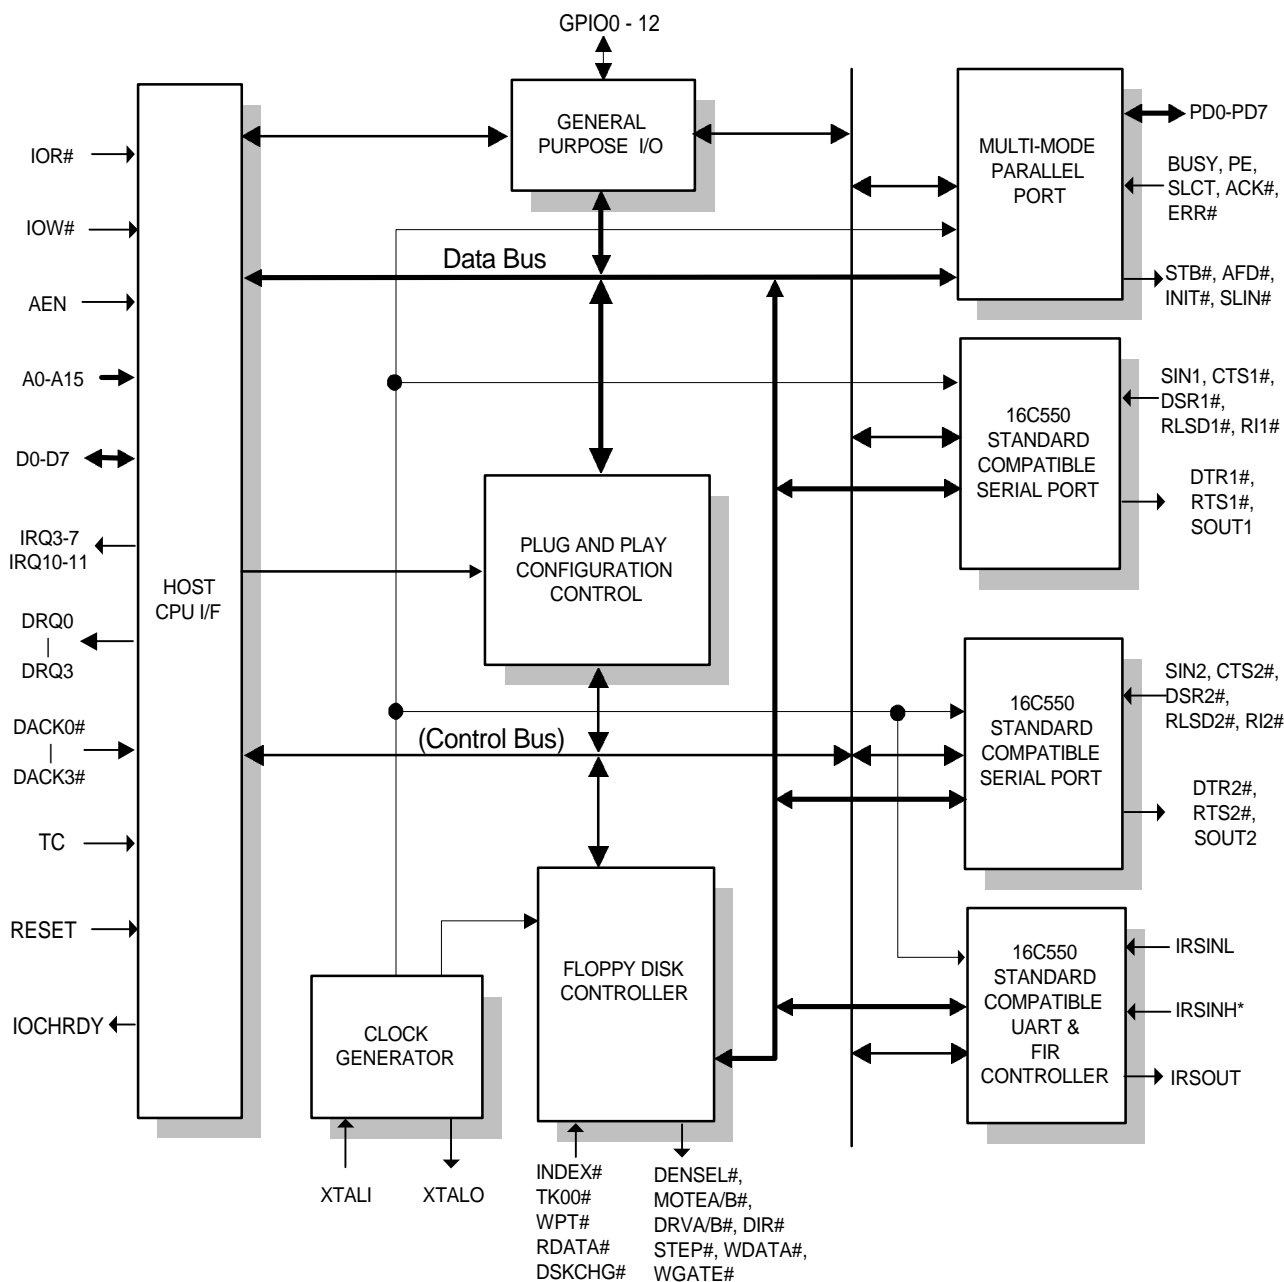 GPIO0 - 12
IOR#
IOW#
AEN
A0-A15
D0-D7
IRQ3-7
IRQ10-11
DRQ0
|
DRQ3
DACK0#
|
DACK3#
TC
RESET
IOCHRDY
HOST
CPU I/F
GENERAL
PURPOSE I/O
Data Bus
PLUG AND PLAY
CONFIGURATION
CONTROL
(Control Bus)
FLOPPY DISK
CONTROLLER
CLOCK
GENERATOR
XTALI
XTALO
INDEX#
TK00#
WPT#
RDATA#
DSKCHG#
DENSEL#,
MOTEA/B#,
DRVA/B#, DIR#
STEP#, WDATA#,
WGATE#
MULTI-MODE
PARALLEL
PORT
PD0-PD7
BUSY, PE,
SLCT, ACK#,
ERR#
STB#, AFD#,
INIT#, SLIN#
16C550
STANDARD
COMPATIBLE
SERIAL PORT
SIN1, CTS1#,
DSR1#,
RLSD1#, RI1#
DTR1#,
RTS1#,
SOUT1
16C550
STANDARD
COMPATIBLE
SERIAL PORT
SIN2, CTS2#,
DSR2#,
RLSD2#, RI2#
DTR2#,
RTS2#,
SOUT2
16C550
STANDARD
COMPATIBLE
UART &
FIR
CONTROLLER
IRSINL
IRSINH*
IRSOUT